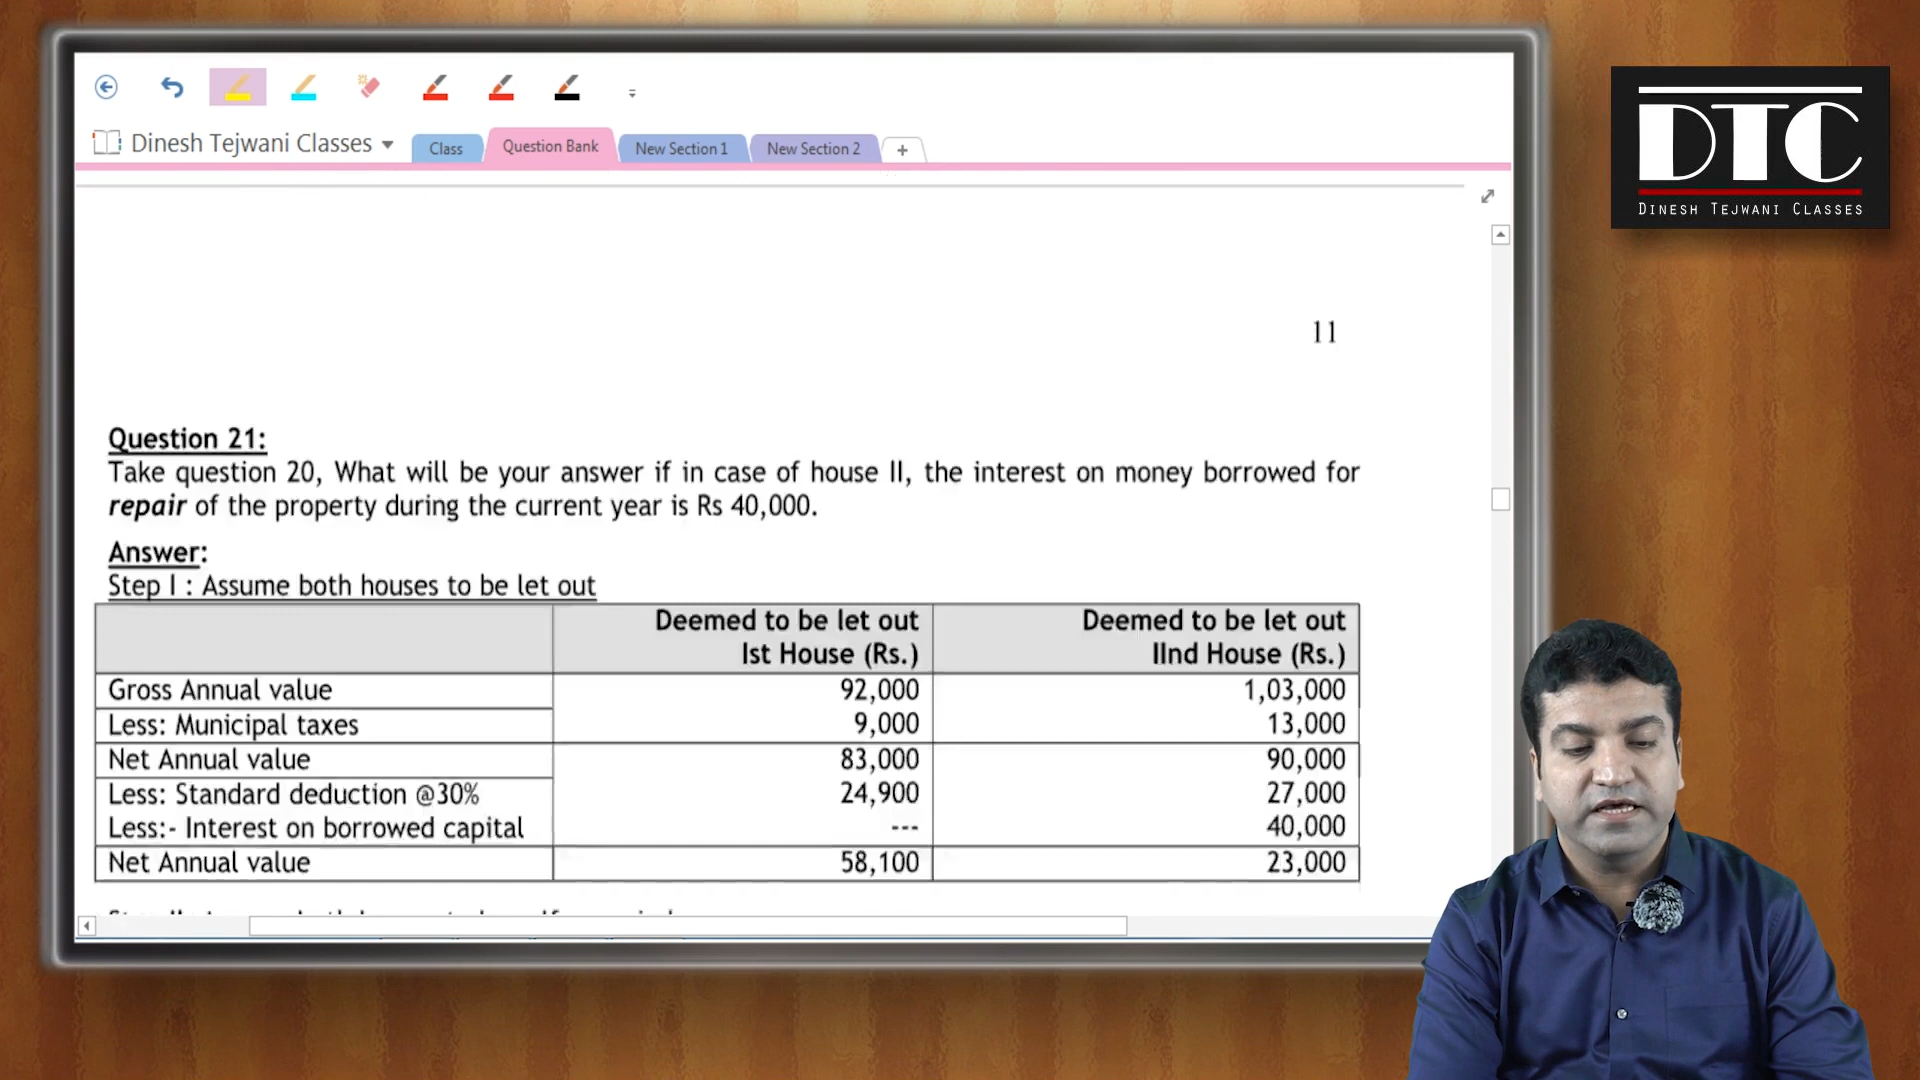 Dinesh Tejwani Classes
Class
Question Bank
New Section 1
New Section 2
DTC
DINESH TEJWANI CLASSES
11
Question 21:
Take question 20, What will be your answer if in case of house II, the interest on money borrowed for
repair of the property during the current year is Rs 40,000.
Answer:
Step I : Assume both houses to be let out
Deemed to be let out Ist House (Rs.)
Deemed to be let out IInd House (Rs.)
Gross Annual value 92,000 1,03,000
Less: Municipal taxes 9,000 13,000
Net Annual value 83,000 90,000
Less: Standard deduction @30% 24,900 27,000
Less:- Interest on borrowed capital --- 40,000
Net Annual value 58,100 23,000